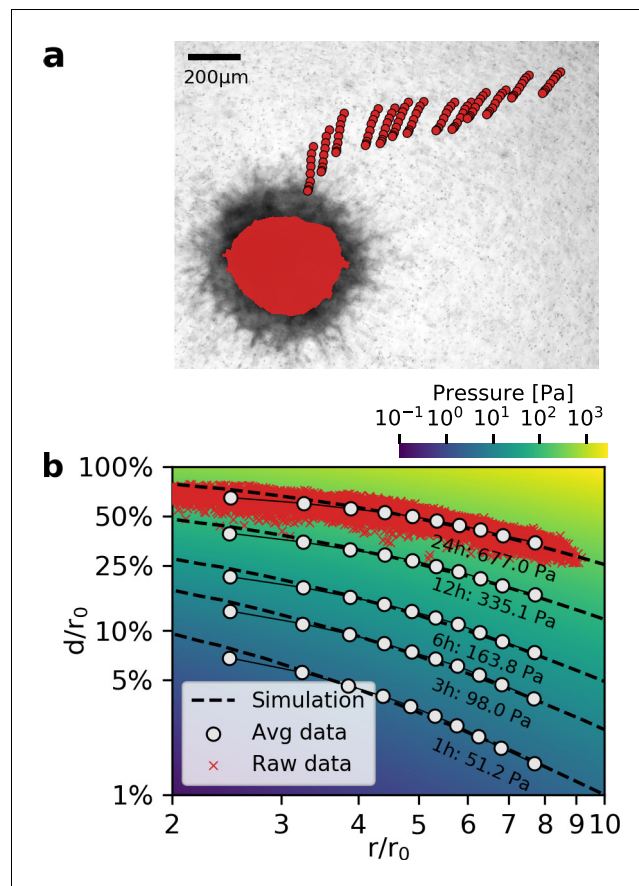 a
200μm
Pressure [Pa]
10⁻¹ 10⁰ 10¹ 10² 10³
b
100%
50%
25%
10%
5%
1%
d/r₀
24h: 677.0 Pa
12h: 335.1 Pa
6h: 163.8 Pa
3h: 98.0 Pa
1h: 51.2 Pa
Simulation
Avg data
Raw data
2 3 4 5 6 7 8 9 10
r/r₀